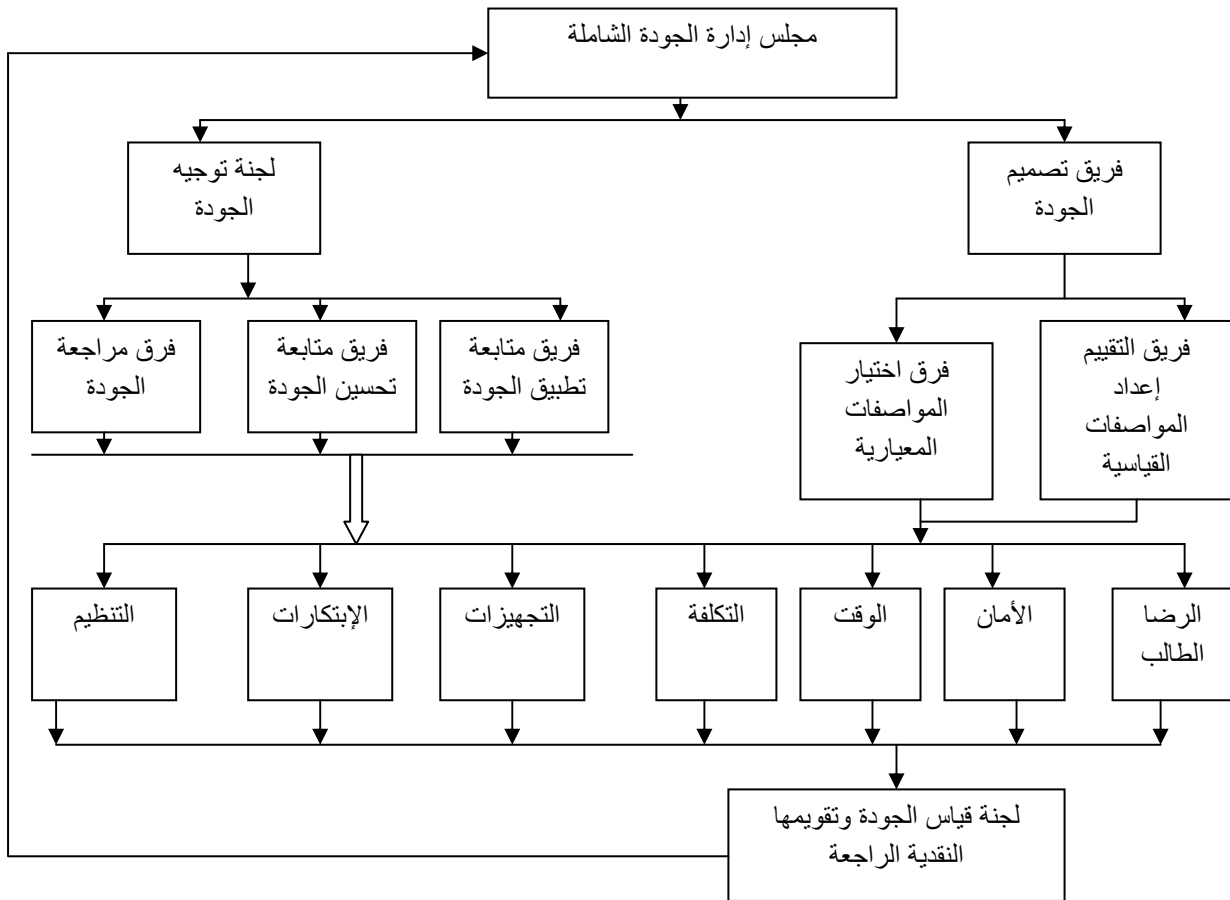 مجلس إدارة الجودة الشاملة
فريق تصميم
الجودة
لجنة توجيه
الجودة
فريق التقييم
إعداد
المواصفات
القياسية
فرق اختيار
المواصفات
المعيارية
فريق متابعة
تطبيق الجودة
فريق متابعة
تحسين الجودة
فرق مراجعة
الجودة
الرضا
الطالب
الأمان
الوقت
التكلفة
التجهيزات
الإبتكارات
التنظيم
لجنة قياس الجودة وتقويمها
النقدية الراجعة